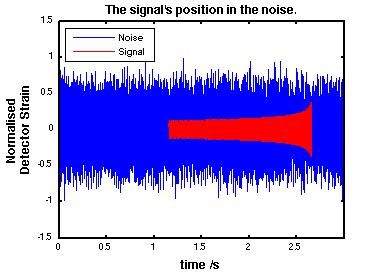 The signal's position in the noise.
Noise
Signal
Normalised
Detector Strain
1.5
1
0.5
0
-0.5
-1
-1.5
0 0.5 1 1.5 2 2.5
time /s